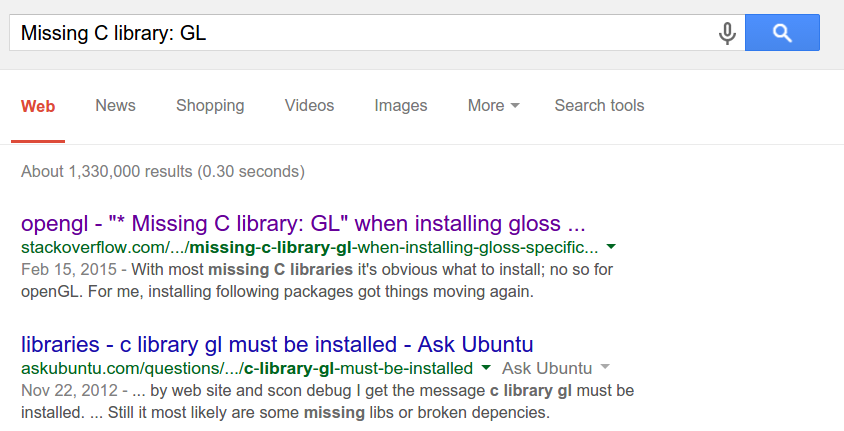 Missing C library: GL
Web News Shopping Videos Images More Search tools
About 1,330,000 results (0.30 seconds)
opengl - "* Missing C library: GL" when installing gloss ...
stackoverflow.com/.../missing-c-library-gl-when-installing-gloss-specific...
Feb 15, 2015 - With most missing C libraries it's obvious what to install; no so for
openGL. For me, installing following packages got things moving again.
libraries - c library gl must be installed - Ask Ubuntu
askubuntu.com/questions/.../c-library-gl-must-be-installed Ask Ubuntu
Nov 22, 2012 - ... by web site and scon debug I get the message c library gl must be
installed. ... Still it most likely are some missing libs or broken depencies.